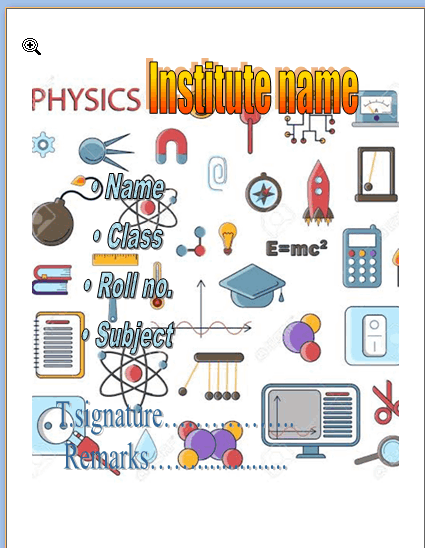 Institute name
PHYSICS
• Name
• Class
E=mc²
• Roll no.
• Subject
T.signature....................
Remarks........................